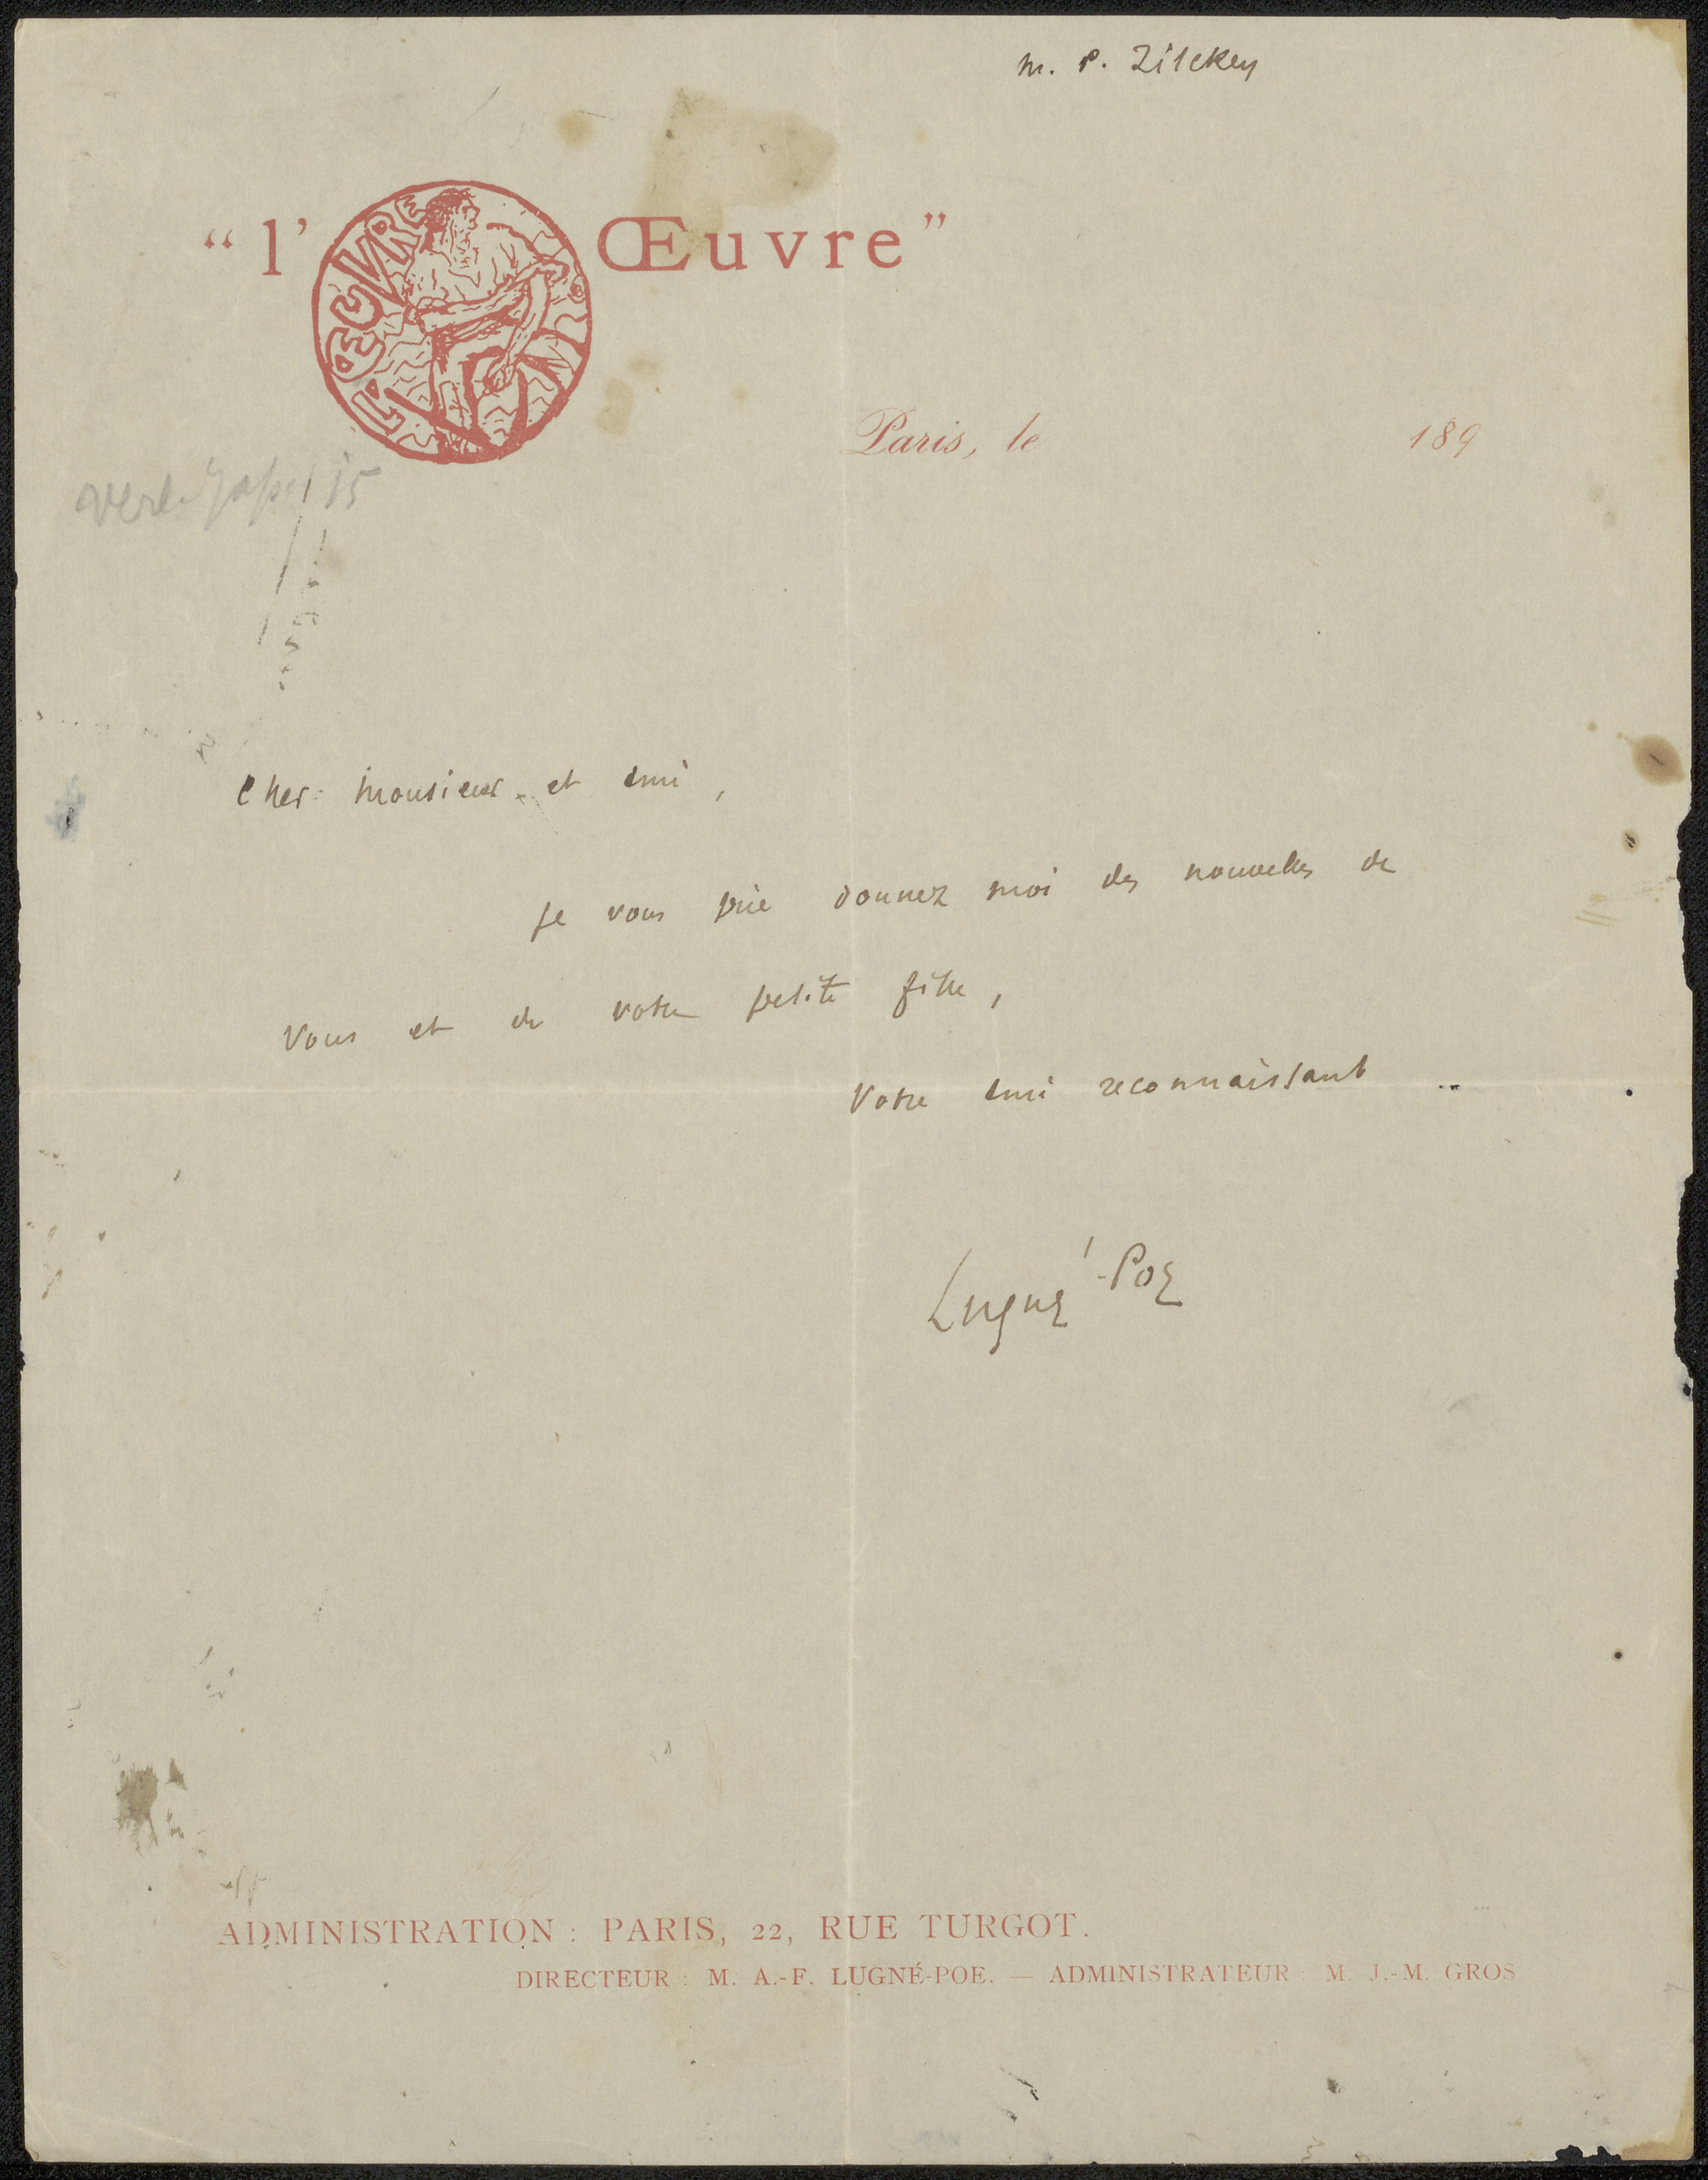 m. P. Zilcken
“l’Œuvre”
L'ŒUVRE
Paris, le 189
Cher Monsieur et ami,
je vous prie donnez moi des nouvelles de
vous et de votre petite fille,
Votre ami reconnaissant
Lugné-Poe
ADMINISTRATION : PARIS, 22, RUE TURGOT.
DIRECTEUR : M. A.-F. LUGNÉ-POE. — ADMINISTRATEUR : M. J.-M. GROS